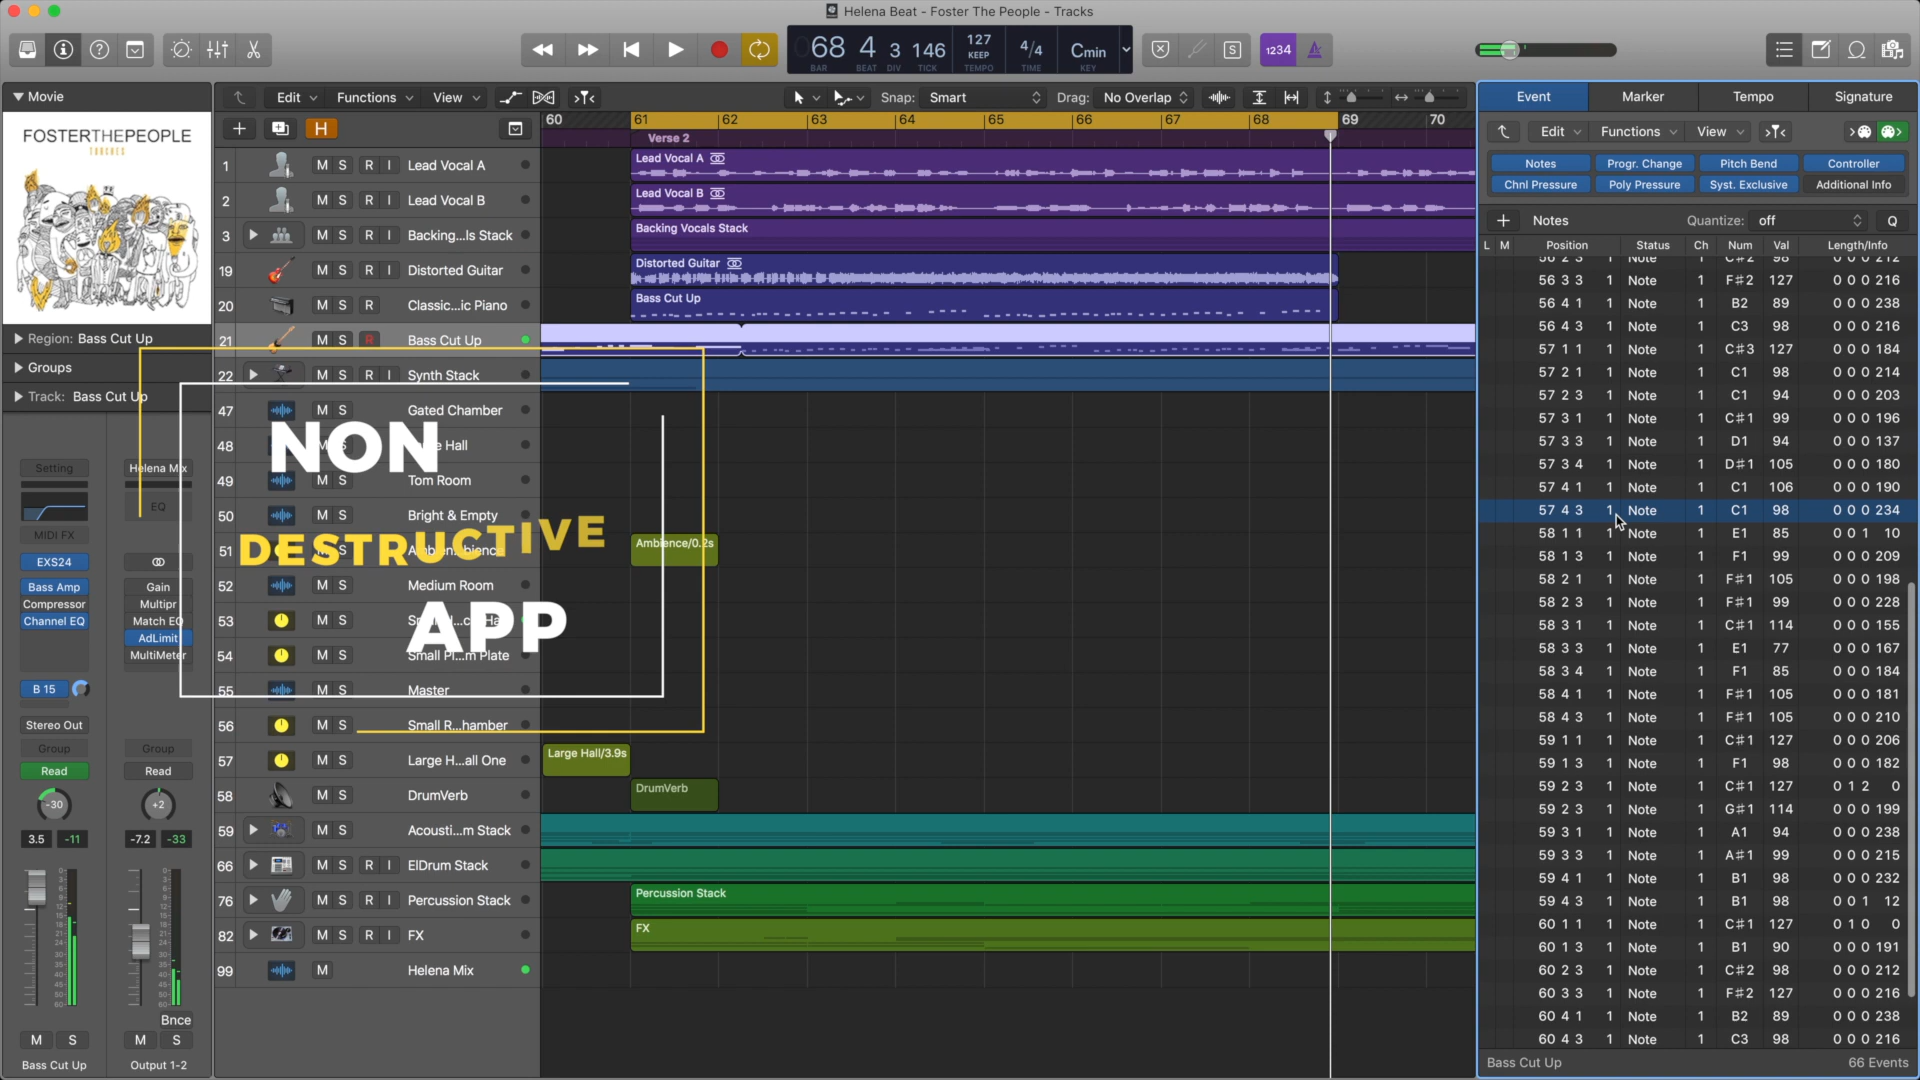 Helena Beat - Foster The People - Tracks
68 4 3 146
BAR BEAT DIV TICK
127
KEEP
TEMPO
4/4
TIME
Cmin
KEY
S
1234
Movie
FOSTERTHEPEOPLE
TORCHES
Region: Bass Cut Up
Groups
Track: Bass Cut Up
Setting
Helena Mix
EQ
MIDI FX
EXS24
Bass Amp
Compressor
Channel EQ
Gain
Multipr
Match EQ
AdLimit
MultiMeter
B 15
Stereo Out
Group
Group
Read
Read
-30
+2
3.5 -11
-7.2 -33
Bnce
M S
M S
Bass Cut Up
Output 1-2
Edit Functions View
Snap: Smart
Drag: No Overlap
H
60 61 62 63 64 65 66 67 68 69 70
Verse 2
1 M S R I Lead Vocal A
2 M S R I Lead Vocal B
3 M S R I Backing...ls Stack
19 M S R I Distorted Guitar
20 M S R Classic...ic Piano
21 M S R Bass Cut Up
22 M S R I Synth Stack
47 M S Gated Chamber
48 M S Hall
49 M S Tom Room
50 M S Bright & Empty
51
52 M S Medium Room
53 M S
54 M S Small Pl...m Plate
55 M S Master
56 M S Small R...hamber
57 M S Large H...all One
58 M S DrumVerb
59 M S Acousti...m Stack
66 M S R I ElDrum Stack
76 M S R I Percussion Stack
82 M S R I FX
99 M Helena Mix
NON
DESTRUCTIVE
APP
Lead Vocal A
Lead Vocal B
Backing Vocals Stack
Distorted Guitar
Bass Cut Up
Ambience/0.2s
Large Hall/3.9s
DrumVerb
Percussion Stack
FX
Event Marker Tempo Signature
Edit Functions View
Notes Progr. Change Pitch Bend Controller
Chnl Pressure Poly Pressure Syst. Exclusive Additional Info
Notes Quantize: off Q
L M Position Status Ch Num Val Length/Info
56 2 3 1 Note 1 C#2 98 0 0 0 212
56 3 3 1 Note 1 F#2 127 0 0 0 216
56 4 1 1 Note 1 B2 89 0 0 0 238
56 4 3 1 Note 1 C3 98 0 0 0 216
57 1 1 1 Note 1 C#3 127 0 0 0 184
57 2 1 1 Note 1 C1 98 0 0 0 214
57 2 3 1 Note 1 C1 94 0 0 0 203
57 3 1 1 Note 1 C#1 99 0 0 0 196
57 3 3 1 Note 1 D1 94 0 0 0 137
57 3 4 1 Note 1 D#1 105 0 0 0 180
57 4 1 1 Note 1 C1 106 0 0 0 190
57 4 3 1 Note 1 C1 98 0 0 0 234
58 1 1 1 Note 1 E1 85 0 0 1 10
58 1 3 1 Note 1 F1 99 0 0 0 209
58 2 1 1 Note 1 F#1 105 0 0 0 198
58 2 3 1 Note 1 F#1 99 0 0 0 228
58 3 1 1 Note 1 C#1 114 0 0 0 155
58 3 3 1 Note 1 E1 77 0 0 0 167
58 3 4 1 Note 1 F1 85 0 0 0 184
58 4 1 1 Note 1 F#1 105 0 0 0 181
58 4 3 1 Note 1 F#1 105 0 0 0 210
59 1 1 1 Note 1 C#1 127 0 0 0 206
59 1 3 1 Note 1 F1 98 0 0 0 182
59 2 3 1 Note 1 C#1 127 0 1 2 0
59 2 3 1 Note 1 G#1 114 0 0 0 199
59 3 1 1 Note 1 A1 94 0 0 0 238
59 3 3 1 Note 1 A#1 99 0 0 0 215
59 4 1 1 Note 1 B1 98 0 0 0 232
59 4 3 1 Note 1 B1 98 0 0 1 12
60 1 1 1 Note 1 C#1 127 0 1 0 0
60 1 3 1 Note 1 B1 90 0 0 0 191
60 2 3 1 Note 1 C#2 98 0 0 0 212
60 3 3 1 Note 1 F#2 127 0 0 0 216
60 4 1 1 Note 1 B2 89 0 0 0 238
60 4 3 1 Note 1 C3 98 0 0 0 216
Bass Cut Up 66 Events